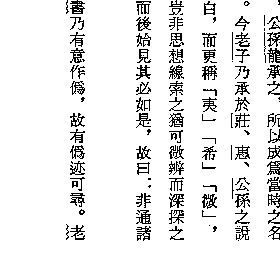 ，公孫龍承之，所以成爲當時之名
。今老子乃承於莊、惠、公孫之說
白，而更稱「夷」「希」「微」，
豈非思想線索之猶可微辨而深探之
而後始見其必如是，故曰：非通諸
書乃有意作僞，故有僞迹可尋。老